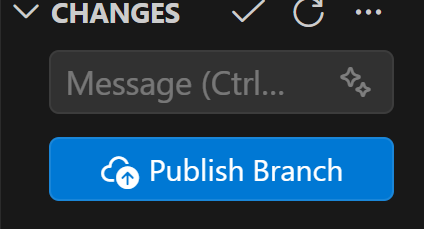 CHANGES
Message (Ctrl...
Publish Branch